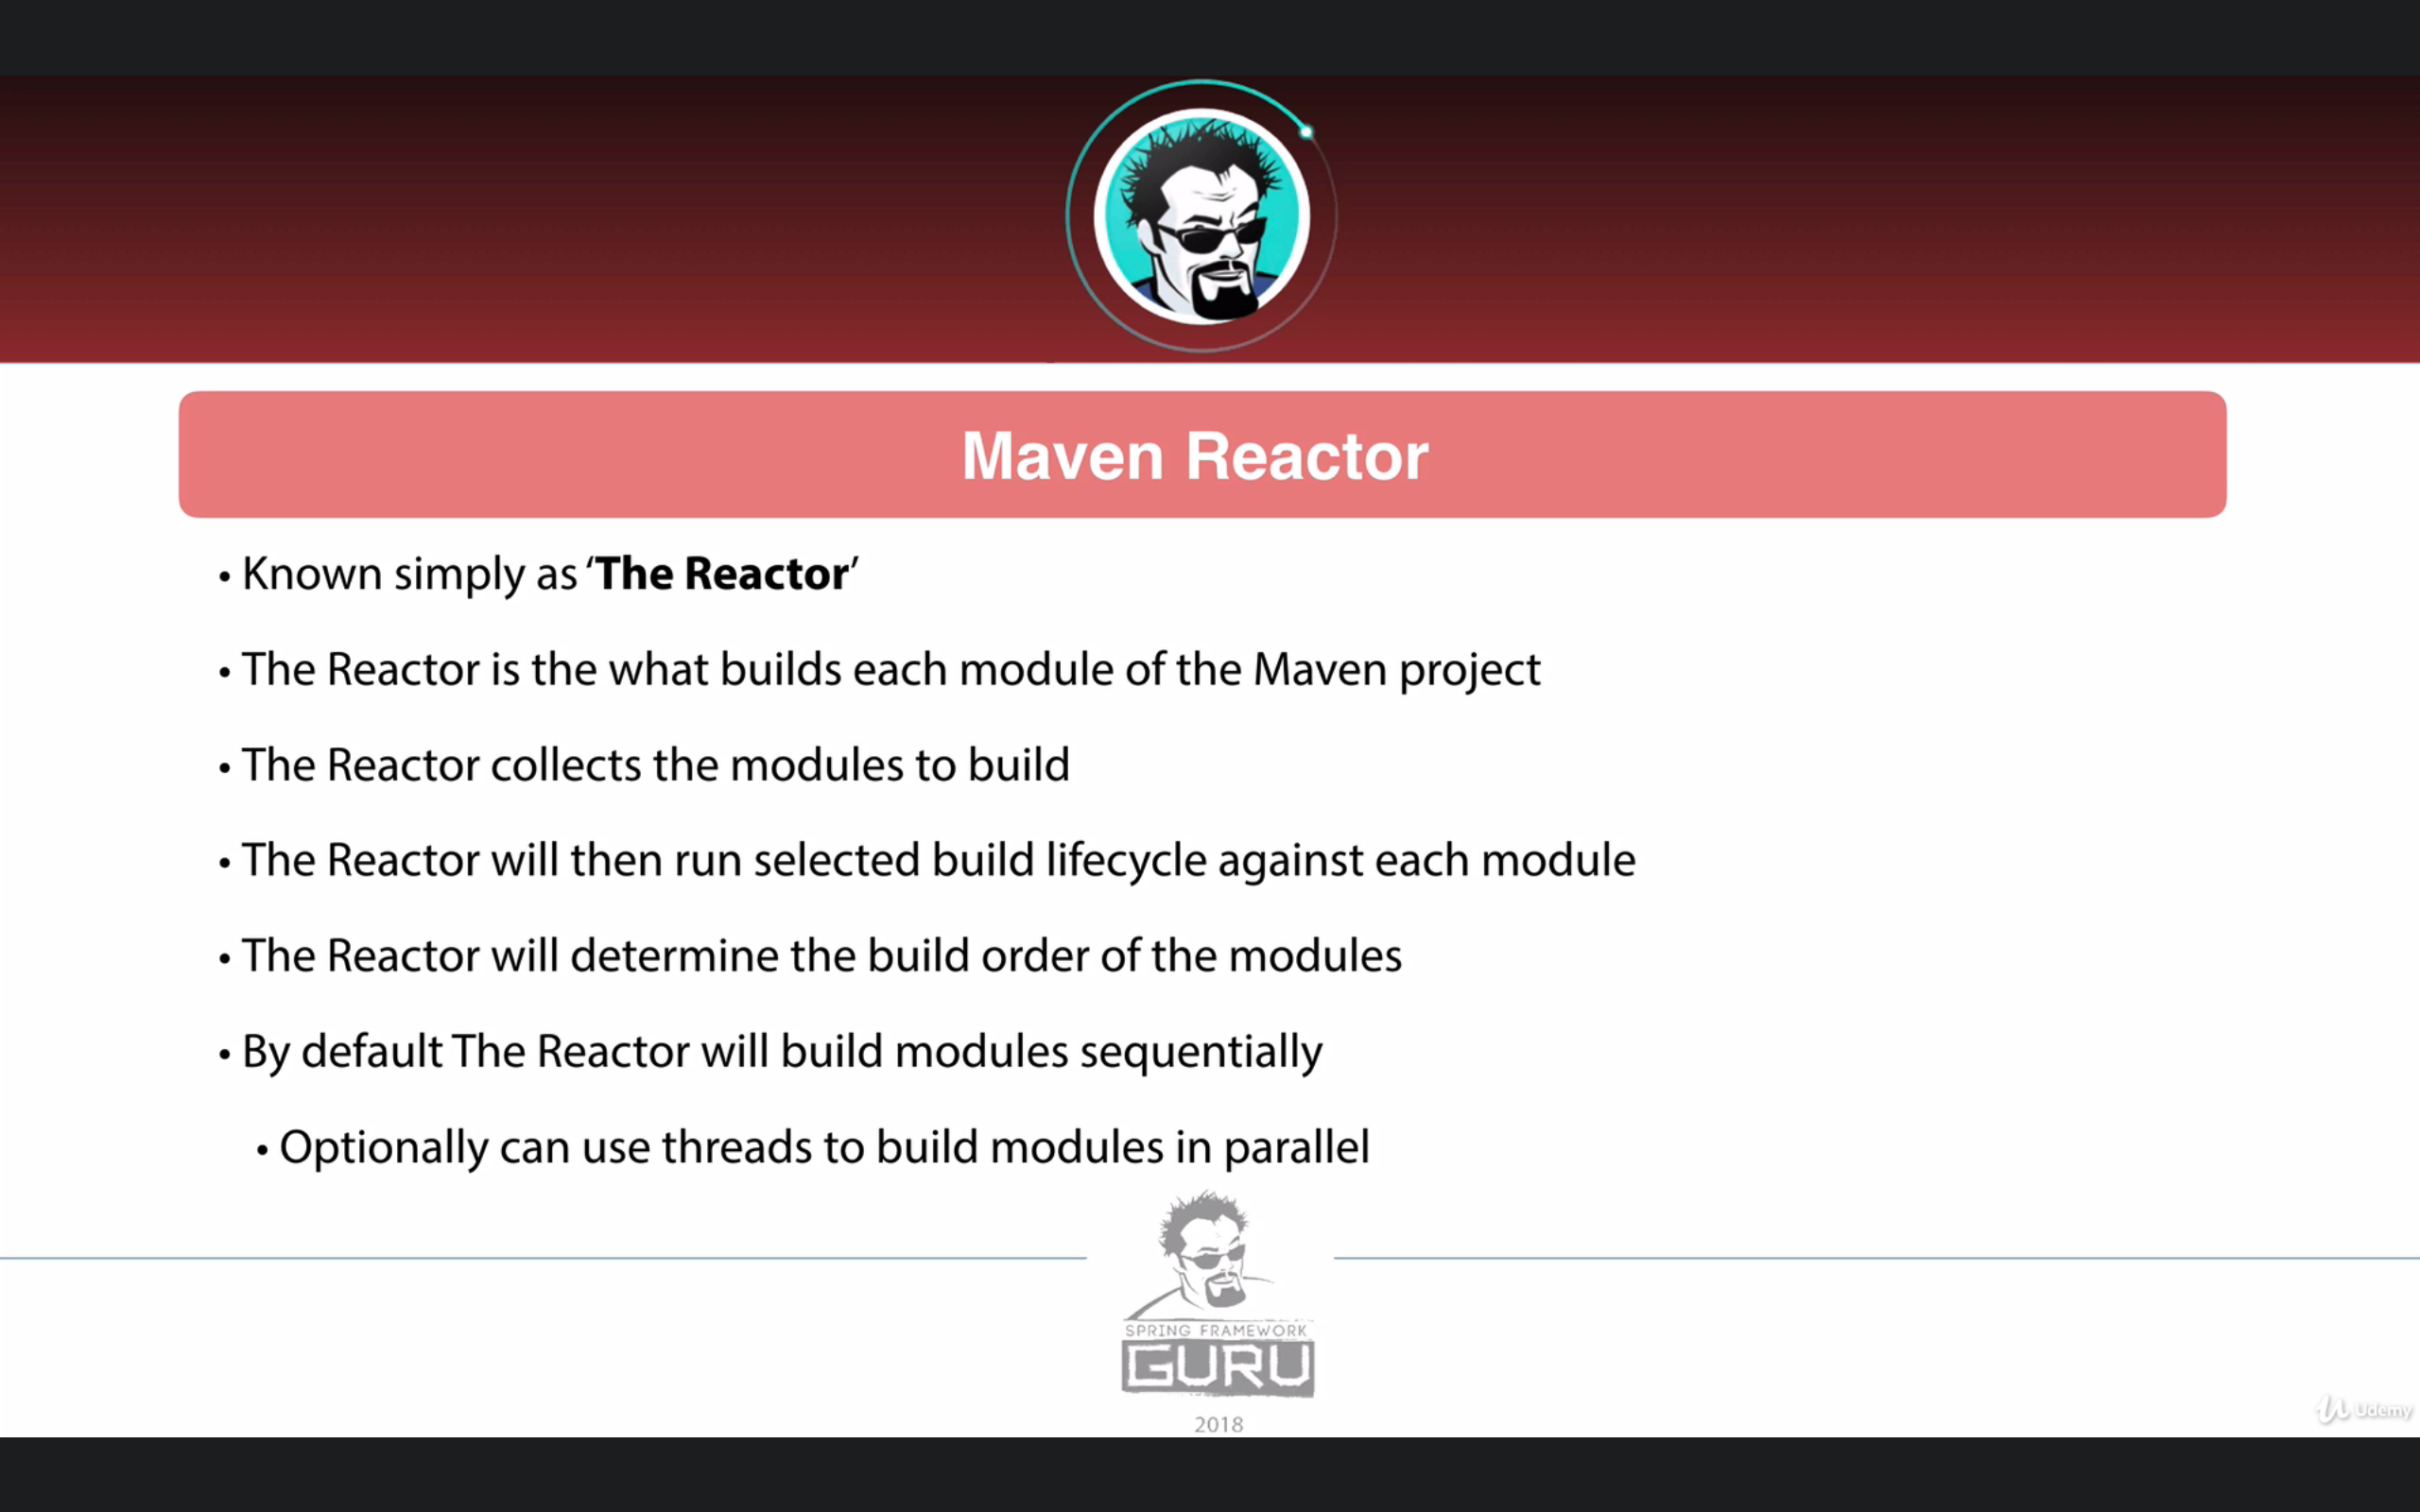 Maven Reactor
• Known simply as ‘The Reactor’
• The Reactor is the what builds each module of the Maven project
• The Reactor collects the modules to build
• The Reactor will then run selected build lifecycle against each module
• The Reactor will determine the build order of the modules
• By default The Reactor will build modules sequentially
• Optionally can use threads to build modules in parallel
SPRING FRAMEWORK
GURU
2018
Udemy